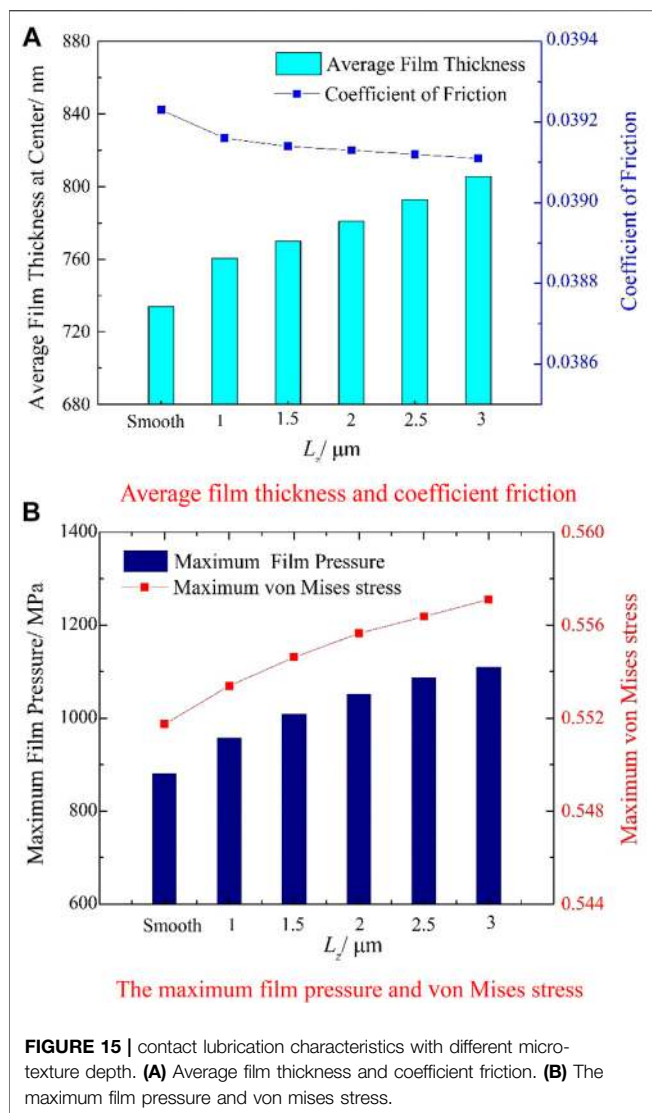 A
880
840
800
760
720
680
Average Film Thickness at Center/ nm
Average Film Thickness
Coefficient of Friction
0.0394
0.0392
0.0390
0.0388
0.0386
Coefficient of Friction
Smooth 1 1.5 2 2.5 3
Lz/ μm
Average film thickness and coefficient friction
B
1400
1200
1000
800
600
Maximum Film Pressure/ MPa
Maximum Film Pressure
Maximum von Mises stress
0.560
0.556
0.552
0.548
0.544
Maximum von Mises stress
Smooth 1 1.5 2 2.5 3
Lz/ μm
The maximum film pressure and von Mises stress
FIGURE 15 | contact lubrication characteristics with different micro-
texture depth. (A) Average film thickness and coefficient friction. (B) The
maximum film pressure and von mises stress.